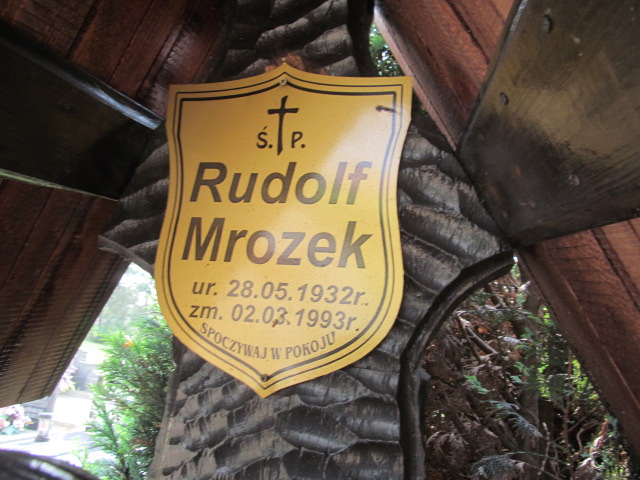 Ś. P.
Rudolf
Mrozek
ur. 28.05.1932r.
zm. 02.03.1993r.
SPOCZYWAJ W POKOJU